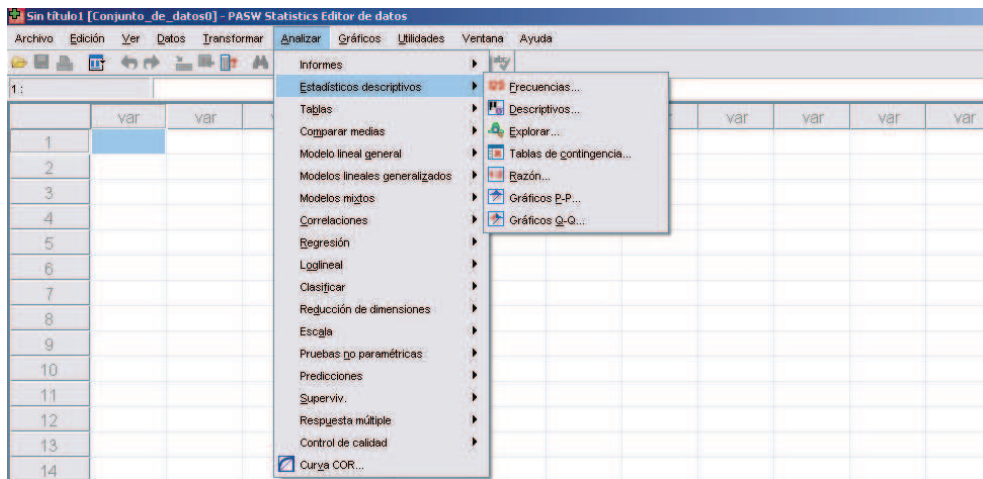 Sin título1 [Conjunto_de_datos0] - PASW Statistics Editor de datos
Archivo Edición Ver Datos Transformar Analizar Gráficos Utilidades Ventana Ayuda
1 :
var var var var var var
1
2
3
4
5
6
7
8
9
10
11
12
13
14
Informes
Estadísticos descriptivos
Tablas
Comparar medias
Modelo lineal general
Modelos lineales generalizados
Modelos mixtos
Correlaciones
Regresión
Loglineal
Clasificar
Reducción de dimensiones
Escala
Pruebas no paramétricas
Predicciones
Superviv.
Respuesta múltiple
Control de calidad
Curva COR...
Frecuencias...
Descriptivos...
Explorar...
Tablas de contingencia...
Razón...
Gráficos P-P...
Gráficos Q-Q...